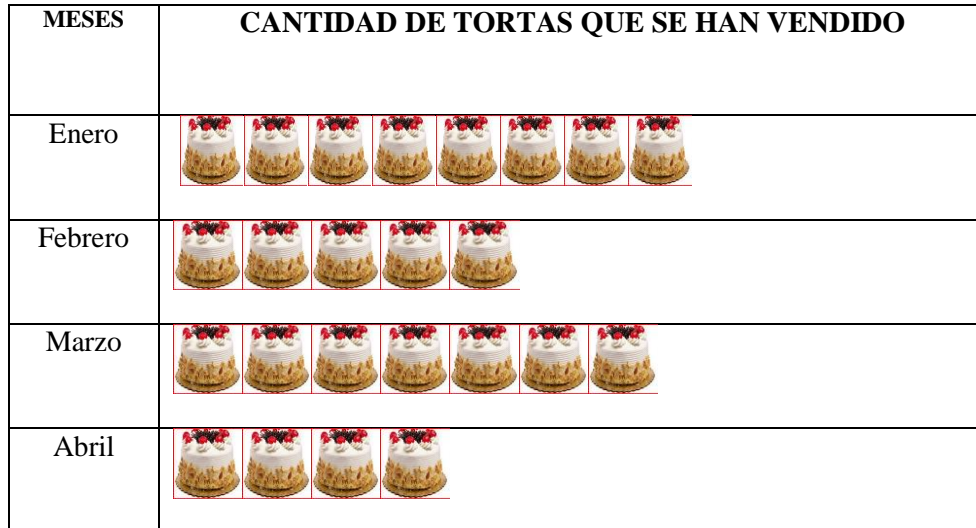 MESES
CANTIDAD DE TORTAS QUE SE HAN VENDIDO
Enero
Febrero
Marzo
Abril